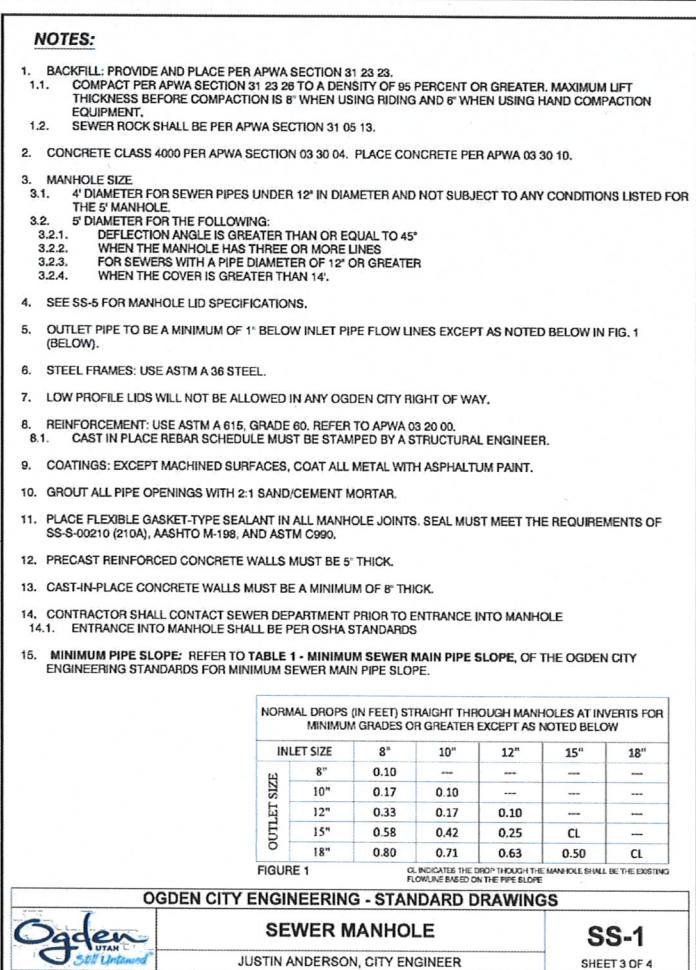 NOTES:
1. BACKFILL: PROVIDE AND PLACE PER APWA SECTION 31 23 23.
1.1. COMPACT PER APWA SECTION 31 23 26 TO A DENSITY OF 95 PERCENT OR GREATER. MAXIMUM LIFT
THICKNESS BEFORE COMPACTION IS 8" WHEN USING RIDING AND 6" WHEN USING HAND COMPACTION
EQUIPMENT.
1.2. SEWER ROCK SHALL BE PER APWA SECTION 31 05 13.
2. CONCRETE CLASS 4000 PER APWA SECTION 03 30 04. PLACE CONCRETE PER APWA 03 30 10.
3. MANHOLE SIZE
3.1. 4' DIAMETER FOR SEWER PIPES UNDER 12" IN DIAMETER AND NOT SUBJECT TO ANY CONDITIONS LISTED FOR
THE 5' MANHOLE.
3.2. 5' DIAMETER FOR THE FOLLOWING:
3.2.1. DEFLECTION ANGLE IS GREATER THAN OR EQUAL TO 45°
3.2.2. WHEN THE MANHOLE HAS THREE OR MORE LINES
3.2.3. FOR SEWERS WITH A PIPE DIAMETER OF 12" OR GREATER
3.2.4. WHEN THE COVER IS GREATER THAN 14'.
4. SEE SS-5 FOR MANHOLE LID SPECIFICATIONS.
5. OUTLET PIPE TO BE A MINIMUM OF 1" BELOW INLET PIPE FLOW LINES EXCEPT AS NOTED BELOW IN FIG. 1
(BELOW).
6. STEEL FRAMES: USE ASTM A 36 STEEL.
7. LOW PROFILE LIDS WILL NOT BE ALLOWED IN ANY OGDEN CITY RIGHT OF WAY.
8. REINFORCEMENT: USE ASTM A 615, GRADE 60. REFER TO APWA 03 20 00.
8.1. CAST IN PLACE REBAR SCHEDULE MUST BE STAMPED BY A STRUCTURAL ENGINEER.
9. COATINGS: EXCEPT MACHINED SURFACES, COAT ALL METAL WITH ASPHALTUM PAINT.
10. GROUT ALL PIPE OPENINGS WITH 2:1 SAND/CEMENT MORTAR.
11. PLACE FLEXIBLE GASKET-TYPE SEALANT IN ALL MANHOLE JOINTS. SEAL MUST MEET THE REQUIREMENTS OF
SS-S-00210 (210A), AASHTO M-198, AND ASTM C990.
12. PRECAST REINFORCED CONCRETE WALLS MUST BE 5" THICK.
13. CAST-IN-PLACE CONCRETE WALLS MUST BE A MINIMUM OF 8" THICK.
14. CONTRACTOR SHALL CONTACT SEWER DEPARTMENT PRIOR TO ENTRANCE INTO MANHOLE
14.1. ENTRANCE INTO MANHOLE SHALL BE PER OSHA STANDARDS
15. MINIMUM PIPE SLOPE: REFER TO TABLE 1 - MINIMUM SEWER MAIN PIPE SLOPE, OF THE OGDEN CITY
ENGINEERING STANDARDS FOR MINIMUM SEWER MAIN PIPE SLOPE.
NORMAL DROPS (IN FEET) STRAIGHT THROUGH MANHOLES AT INVERTS FOR
MINIMUM GRADES OR GREATER EXCEPT AS NOTED BELOW
INLET SIZE 8" 10" 12" 15" 18"
OUTLET SIZE
8" 0.10 --- --- --- ---
10" 0.17 0.10 --- --- ---
12" 0.33 0.17 0.10 --- ---
15" 0.58 0.42 0.25 CL ---
18" 0.80 0.71 0.63 0.50 CL
FIGURE 1
CL INDICATES THE DROP THOUGH THE MANHOLE SHALL BE THE EXISTING
FLOWLINE BASED ON THE PIPE SLOPE
OGDEN CITY ENGINEERING - STANDARD DRAWINGS
Ogden
UTAH
Still Untamed
SEWER MANHOLE
JUSTIN ANDERSON, CITY ENGINEER
SS-1
SHEET 3 OF 4